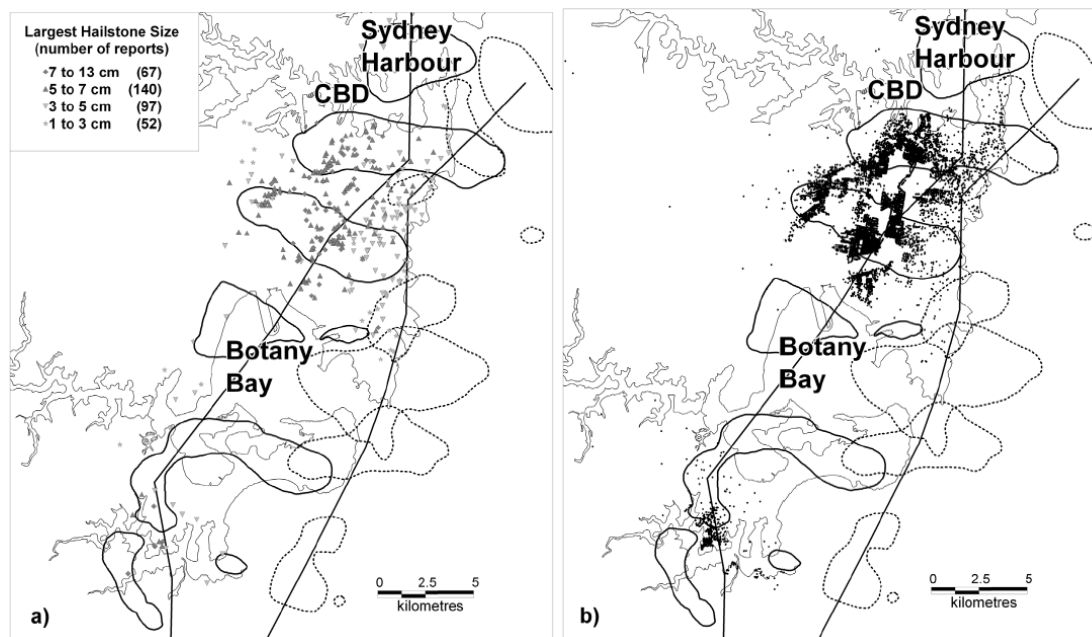 Largest Hailstone Size
(number of reports)
7 to 13 cm (67)
5 to 7 cm (140)
3 to 5 cm (97)
1 to 3 cm (52)
Sydney
Harbour
CBD
Botany
Bay
0 2.5 5
kilometres
a)
Sydney
Harbour
CBD
Botany
Bay
0 2.5 5
kilometres
b)